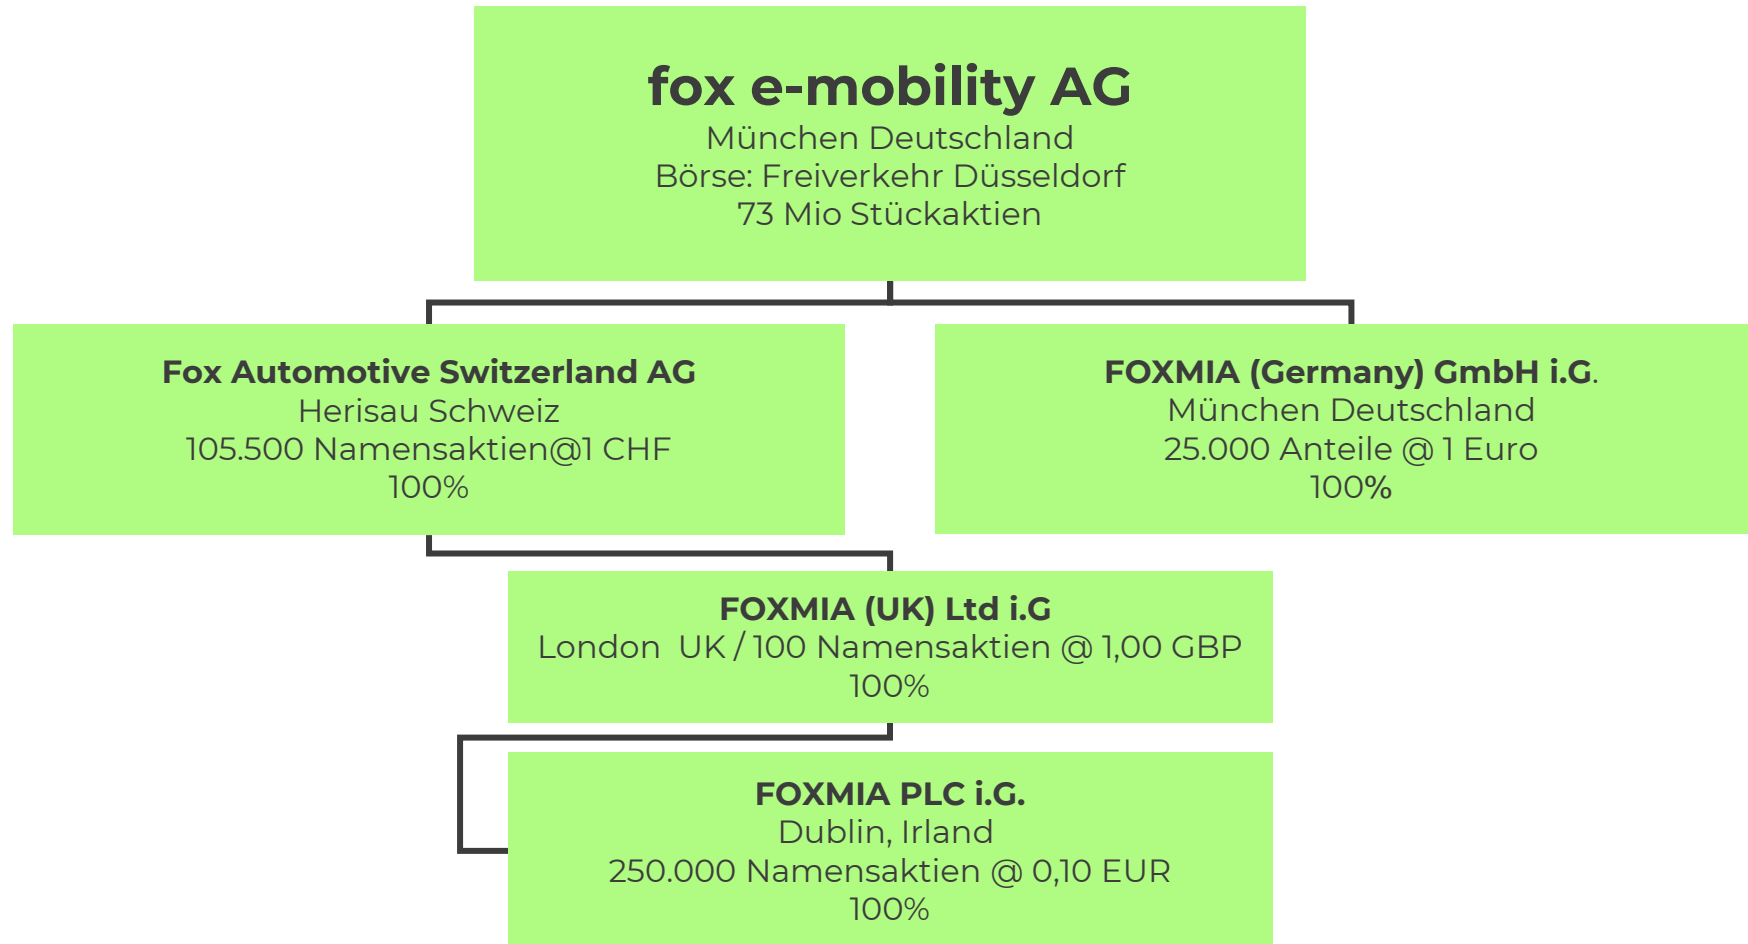 fox e-mobility AG
München Deutschland
Börse: Freiverkehr Düsseldorf
73 Mio Stückaktien
Fox Automotive Switzerland AG
Herisau Schweiz
105.500 Namensaktien@1 CHF
100%
FOXMIA (Germany) GmbH i.G.
München Deutschland
25.000 Anteile @ 1 Euro
100%
FOXMIA (UK) Ltd i.G
London  UK / 100 Namensaktien @ 1,00 GBP
100%
FOXMIA PLC i.G.
Dublin, Irland
250.000 Namensaktien @ 0,10 EUR
100%